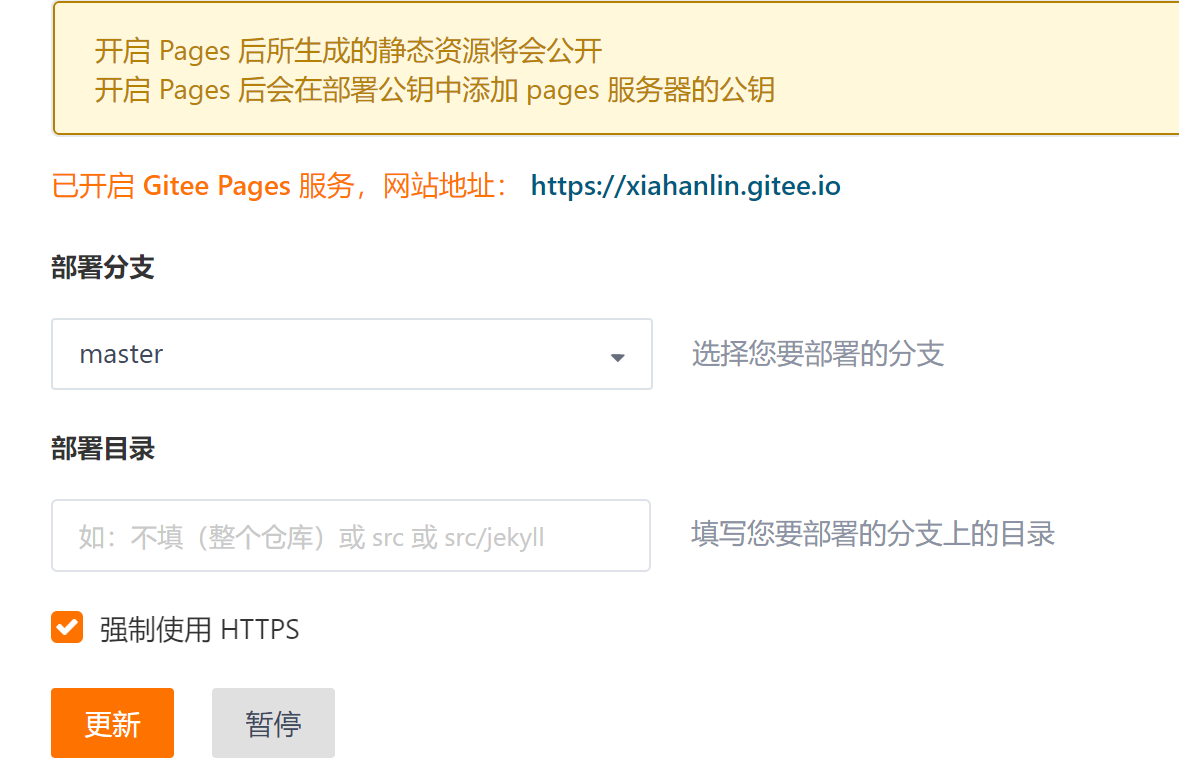 开启 Pages 后所生成的静态资源将会公开
开启 Pages 后会在部署公钥中添加 pages 服务器的公钥
已开启 Gitee Pages 服务，网站地址： https://xiahanlin.gitee.io
部署分支
master 选择您要部署的分支
部署目录
如：不填（整个仓库）或 src 或 src/jekyll 填写您要部署的分支上的目录
强制使用 HTTPS
更新 暂停